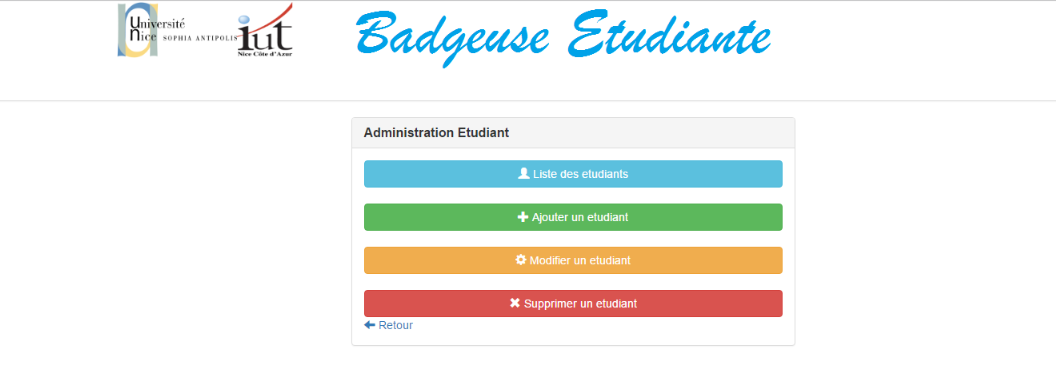 Université
Nice SOPHIA ANTIPOLIS
iut
Nice Côte d'Azur
Badgeuse Etudiante
Administration Etudiant
Liste des etudiants
Ajouter un etudiant
Modifier un etudiant
Supprimer un etudiant
Retour